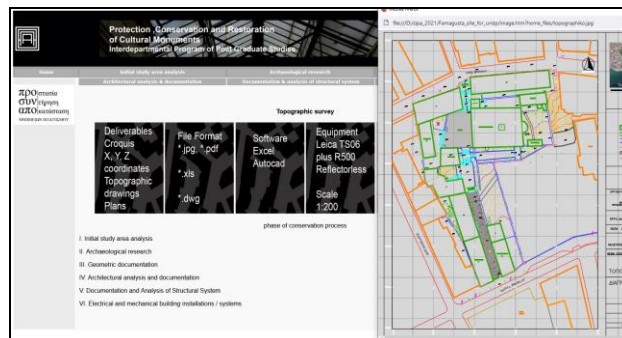 Protection ,Conservation and Restoration
of Cultural Monuments
Interdepartmental Program of Post Graduate Studies
Home
Initial study area analysis
Archaeological research
Architectural analysis & documentation
Documentation & analysis of structural system
προστασία
συντήρηση
αποκατάσταση
Topographic survey
Deliverables
Croquis
X, Y, Z
coordinates
Topographic
drawings
Plans
File Format
*.jpg. *.pdf
*.xls
*.dwg
Software
Excel
Autocad
Equipment
Leica TS06
plus R500
Reflectorless
Scale
1:200
phase of conservation process
I. Initial study area analysis
II. Archaeological research
III. Geometric documentation
IV. Architectural analysis and documentation
V. Documentation and Analysis of Structural System
VI. Electrical and mechanical building installations / systems